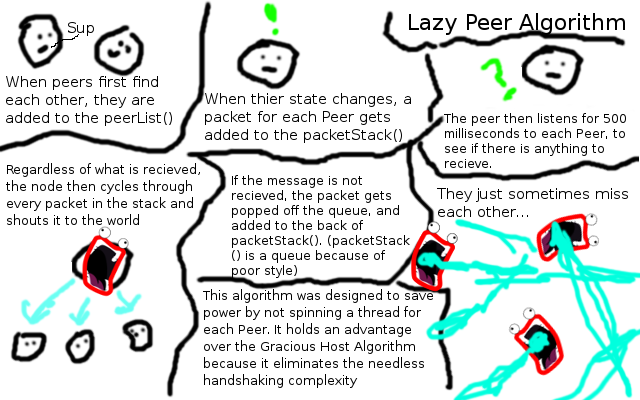 Lazy Peer Algorithm
Sup
When peers first find
each other, they are
added to the peerList()
!
When thier state changes, a
packet for each Peer gets
added to the packetStack()
?
The peer then listens for 500
milliseconds to each Peer, to
see if there is anything to
recieve.
Regardless of what is recieved,
the node then cycles through
every packet in the stack and
shouts it to the world
If the message is not
recieved, the packet gets
popped off the queue, and
added to the back of
packetStack(). (packetStack
() is a queue because of
poor style)
They just sometimes miss
each other...
This algorithm was designed to save
power by not spinning a thread for
each Peer. It holds an advantage
over the Gracious Host Algorithm
because it eliminates the needless
handshaking complexity